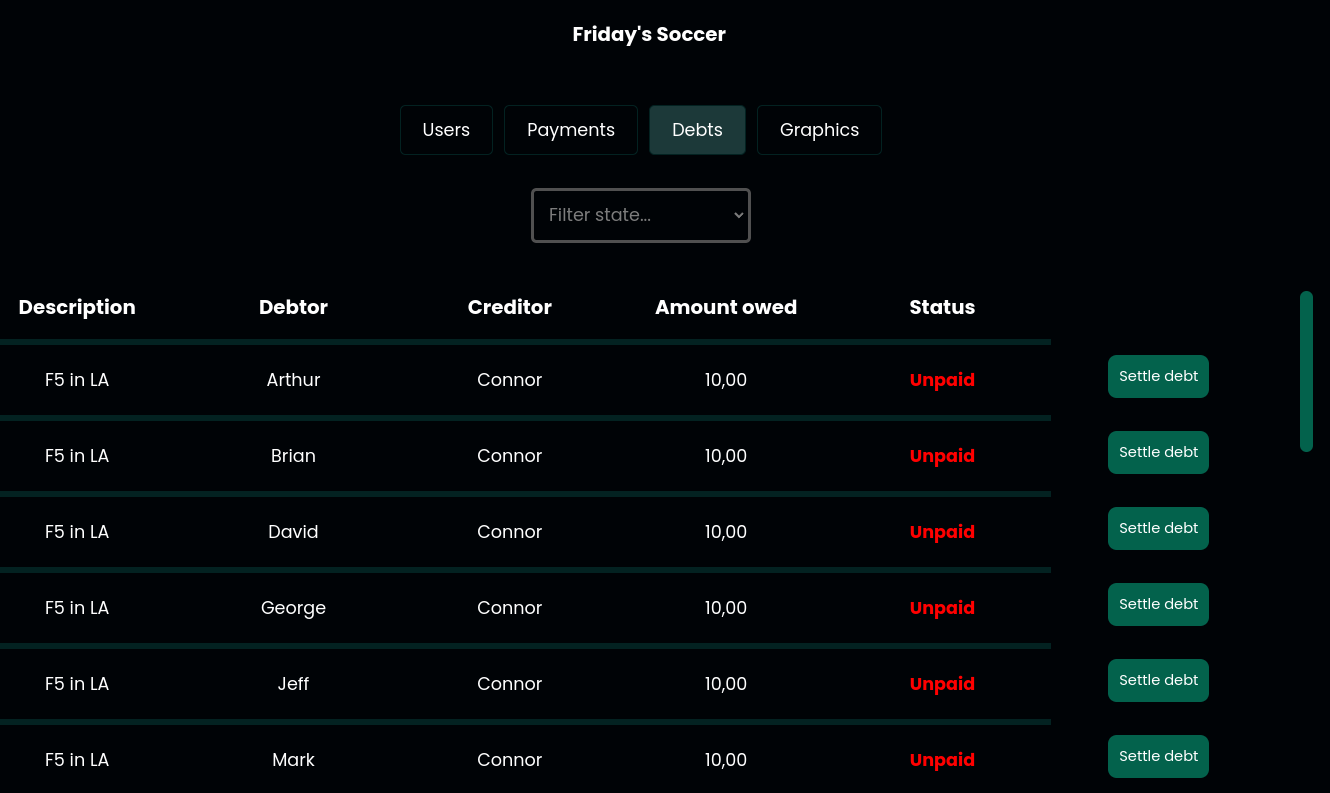 Friday's Soccer
Users Payments Debts Graphics
Filter state...
Description Debtor Creditor Amount owed Status
F5 in LA Arthur Connor 10,00 Unpaid Settle debt
F5 in LA Brian Connor 10,00 Unpaid Settle debt
F5 in LA David Connor 10,00 Unpaid Settle debt
F5 in LA George Connor 10,00 Unpaid Settle debt
F5 in LA Jeff Connor 10,00 Unpaid Settle debt
F5 in LA Mark Connor 10,00 Unpaid Settle debt